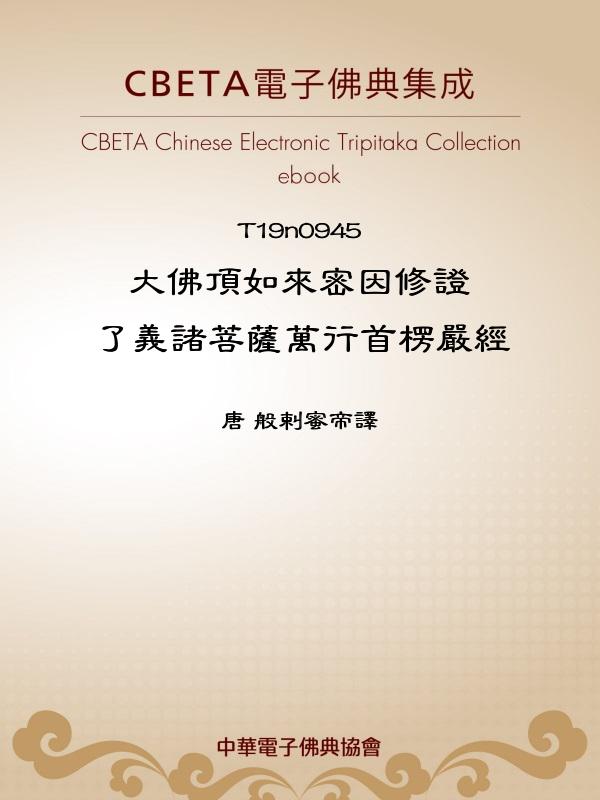 CBETA電子佛典集成
CBETA Chinese Electronic Tripitaka Collection
ebook
T19n0945
大佛頂如來密因修證
了義諸菩薩萬行首楞嚴經
唐 般剌蜜帝譯
中華電子佛典協會